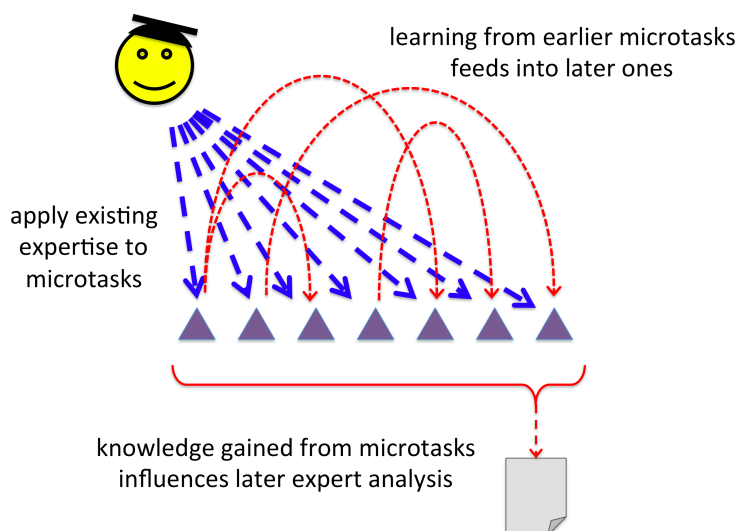 learning from earlier microtasks
feeds into later ones
apply existing
expertise to
microtasks
knowledge gained from microtasks
influences later expert analysis